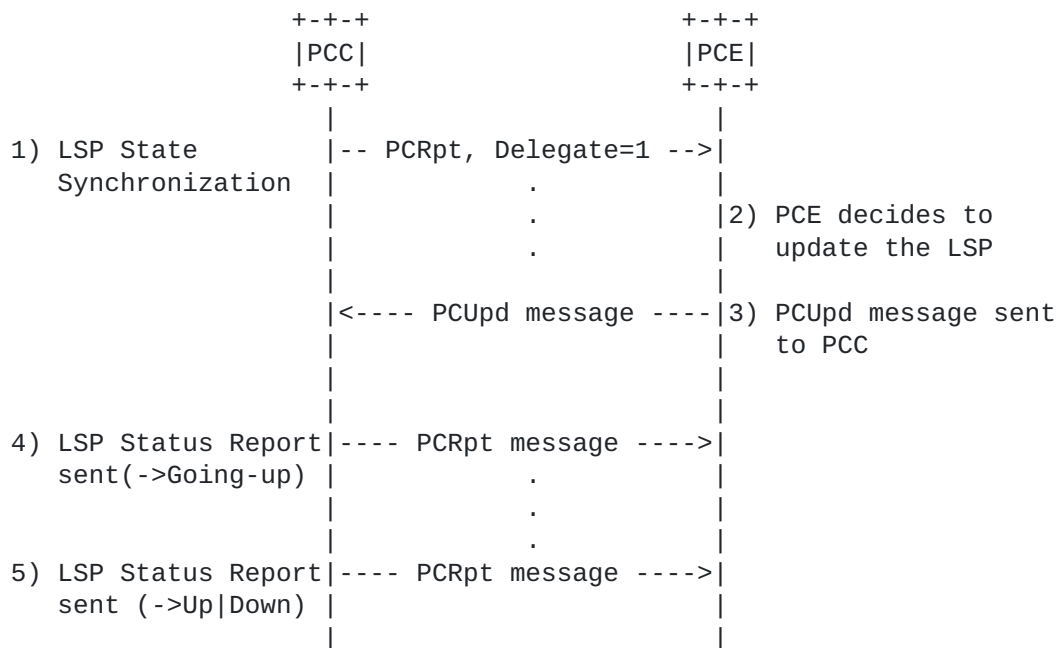 +-+-+                    +-+-+
                  |PCC|                    |PCE|
                  +-+-+                    +-+-+
                    |                        |
1) LSP State        |-- PCRpt, Delegate=1 -->|
   Synchronization  |            .           |
                    |            .           |2) PCE decides to
                    |            .           |   update the LSP
                    |                        |
                    |<---- PCUpd message ----|3) PCUpd message sent
                    |                        |   to PCC
                    |                        |
                    |                        |
4) LSP Status Report|---- PCRpt message ---->|
   sent(->Going-up) |            .           |
                    |            .           |
                    |            .           |
5) LSP Status Report|---- PCRpt message ---->|
   sent (->Up|Down) |                        |
                    |                        |